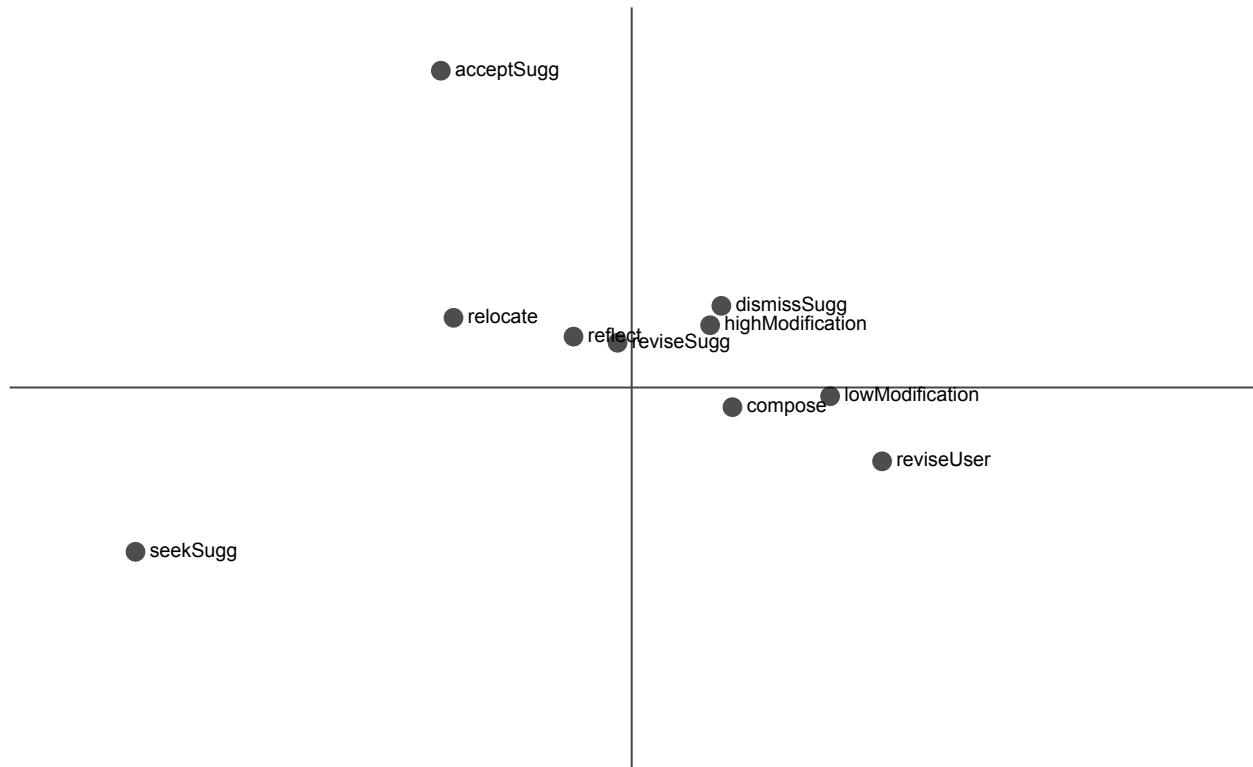 acceptSugg
dismissSugg
relocate
highModification
reflect
reviseSugg
lowModification
compose
reviseUser
seekSugg